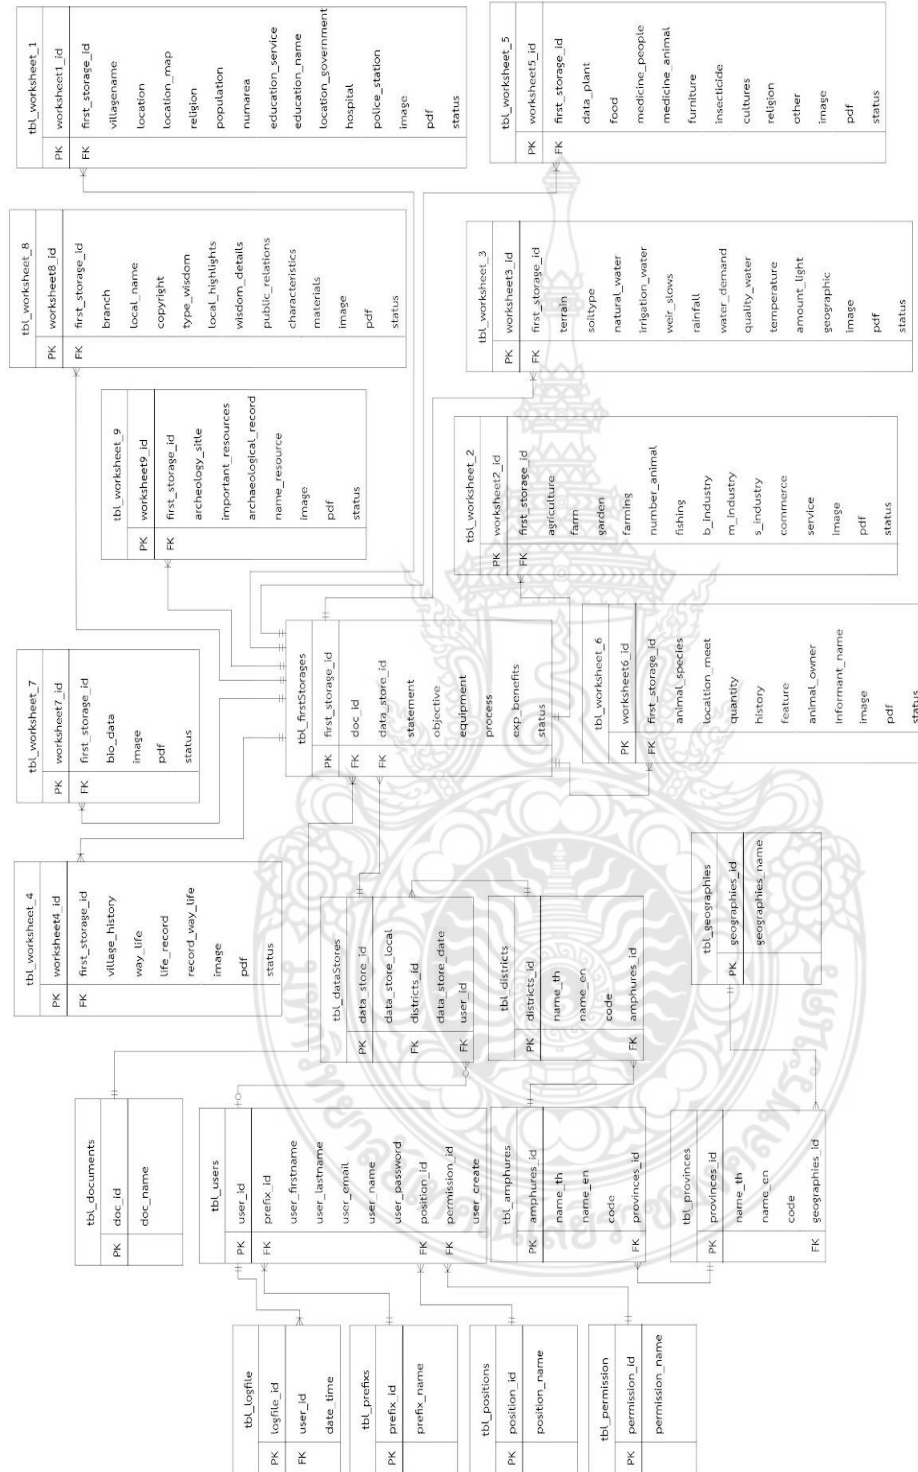 tbl_logfile
PK logfile_id
FK user_id
date_time
tbl_prefixs
PK prefix_id
prefix_name
tbl_positions
PK position_id
position_name
tbl_permission
PK permission_id
permission_name
tbl_documents
PK doc_id
doc_name
tbl_users
PK user_id
FK prefix_id
user_firstname
user_lastname
user_email
user_name
user_password
FK position_id
FK permission_id
user_create
tbl_amphures
PK amphures_id
name_th
name_en
code
FK provinces_id
tbl_provinces
PK provinces_id
name_th
name_en
code
FK geographies_id
tbl_worksheet_4
PK worksheet4_id
FK first_storage_id
village_history
way_life
life_record
record_way_life
image
pdf
status
tbl_dataStores
PK data_store_id
data_store_local
FK districts_id
data_store_date
FK user_id
tbl_districts
PK districts_id
name_th
name_en
code
FK amphures_id
tbl_geographies
PK geographies_id
geographies_name
tbl_worksheet_7
PK worksheet7_id
FK first_storage_id
bio_data
image
pdf
status
tbl_firstStorages
PK first_storage_id
FK doc_id
FK data_store_id
statement
objective
equipment
process
exp_benefits
status
tbl_worksheet_6
PK worksheet6_id
FK first_storage_id
animal_species
location_meet
quantity
history
feature
animal_owner
informant_name
image
pdf
status
tbl_worksheet_9
PK worksheet9_id
FK first_storage_id
archeology_sitle
important_resources
archaeological_record
name_resource
image
pdf
status
tbl_worksheet_2
PK worksheet2_id
FK first_storage_id
agriculture
farm
garden
farming
number_animal
fishing
b_industry
m_industry
s_industry
commerce
service
image
pdf
status
tbl_worksheet_8
PK worksheet8_id
FK first_storage_id
branch
local_name
copyright
type_wisdom
local_highlights
wisdom_details
public_relations
characteristics
materials
image
pdf
status
tbl_worksheet_3
PK worksheet3_id
FK first_storage_id
terrain
soiltype
natural_water
irrigation_water
weir_slows
rainfall
water_demand
quality_water
temperature
amount_light
geographic
image
pdf
status
tbl_worksheet_1
PK worksheet1_id
FK first_storage_id
villagename
location
location_map
religion
population
numarea
education_service
education_name
location_government
hospital
police_station
image
pdf
status
tbl_worksheet_5
PK worksheet5_id
FK first_storage_id
data_plant
food
medicine_people
medicine_animal
furniture
insecticide
cultures
religion
other
image
pdf
status